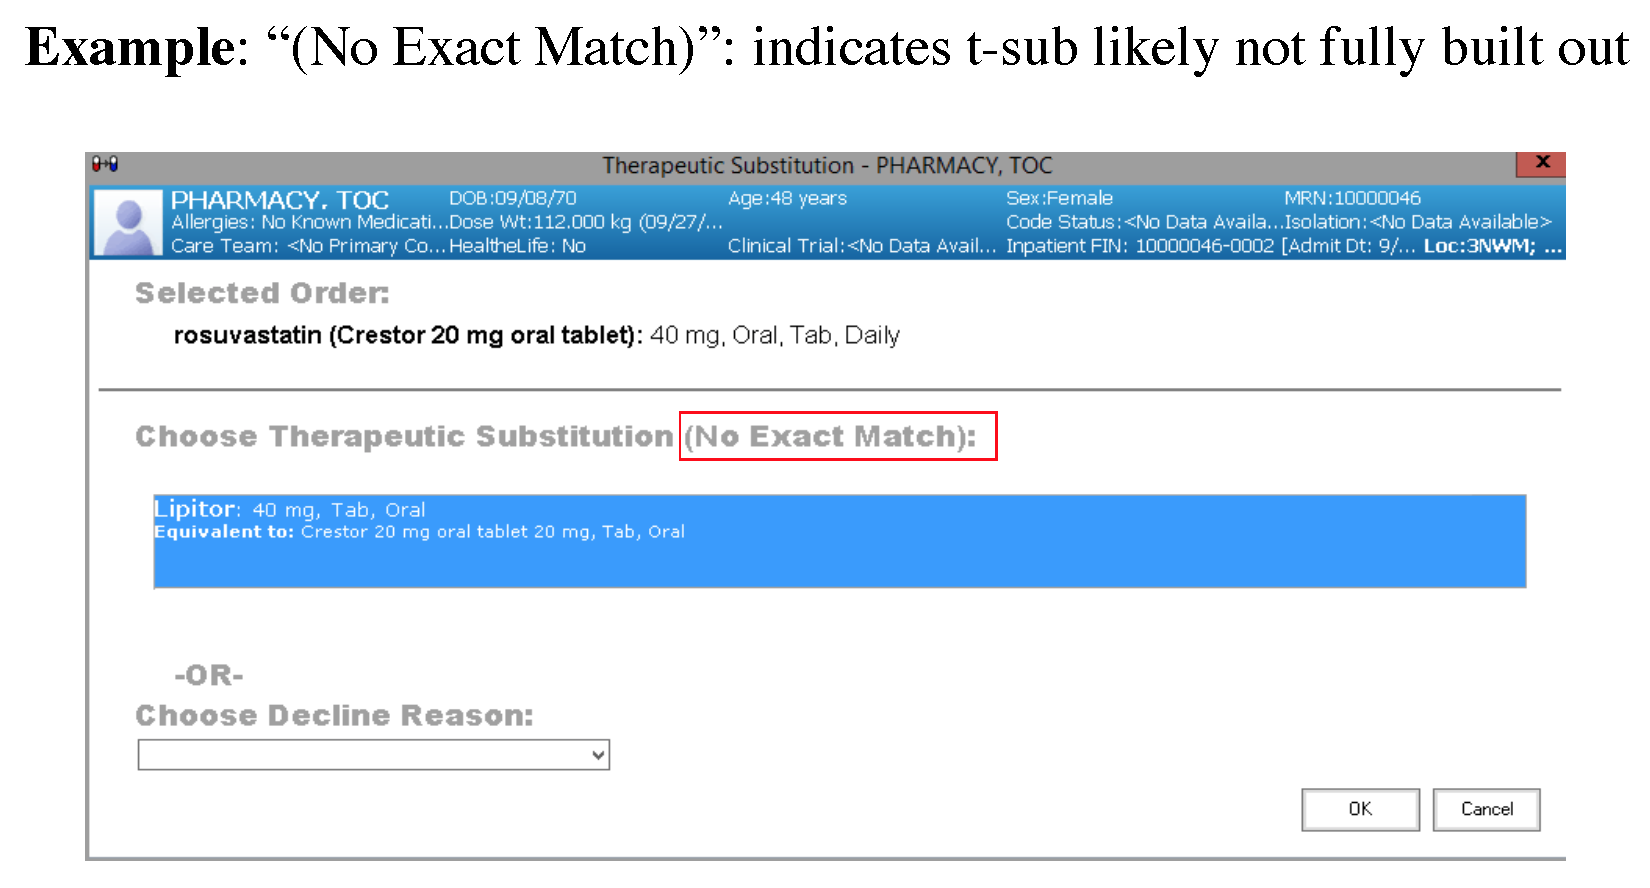 Example: “(No Exact Match)”: indicates t-sub likely not fully built out
Therapeutic Substitution - PHARMACY, TOC
x
PHARMACY, TOC DOB:09/08/70 Age:48 years Sex:Female MRN:10000046
Allergies: No Known Medicati...Dose Wt:112.000 kg (09/27/... Code Status:<No Data Availa...Isolation:<No Data Available>
Care Team: <No Primary Co...HealtheLife: No Clinical Trial:<No Data Avail... Inpatient FIN: 10000046-0002 [Admit Dt: 9/... Loc:3NWM; ...
Selected Order:
rosuvastatin (Crestor 20 mg oral tablet): 40 mg, Oral, Tab, Daily
Choose Therapeutic Substitution (No Exact Match):
Lipitor: 40 mg, Tab, Oral
Equivalent to: Crestor 20 mg oral tablet 20 mg, Tab, Oral
-OR-
Choose Decline Reason:
OK Cancel